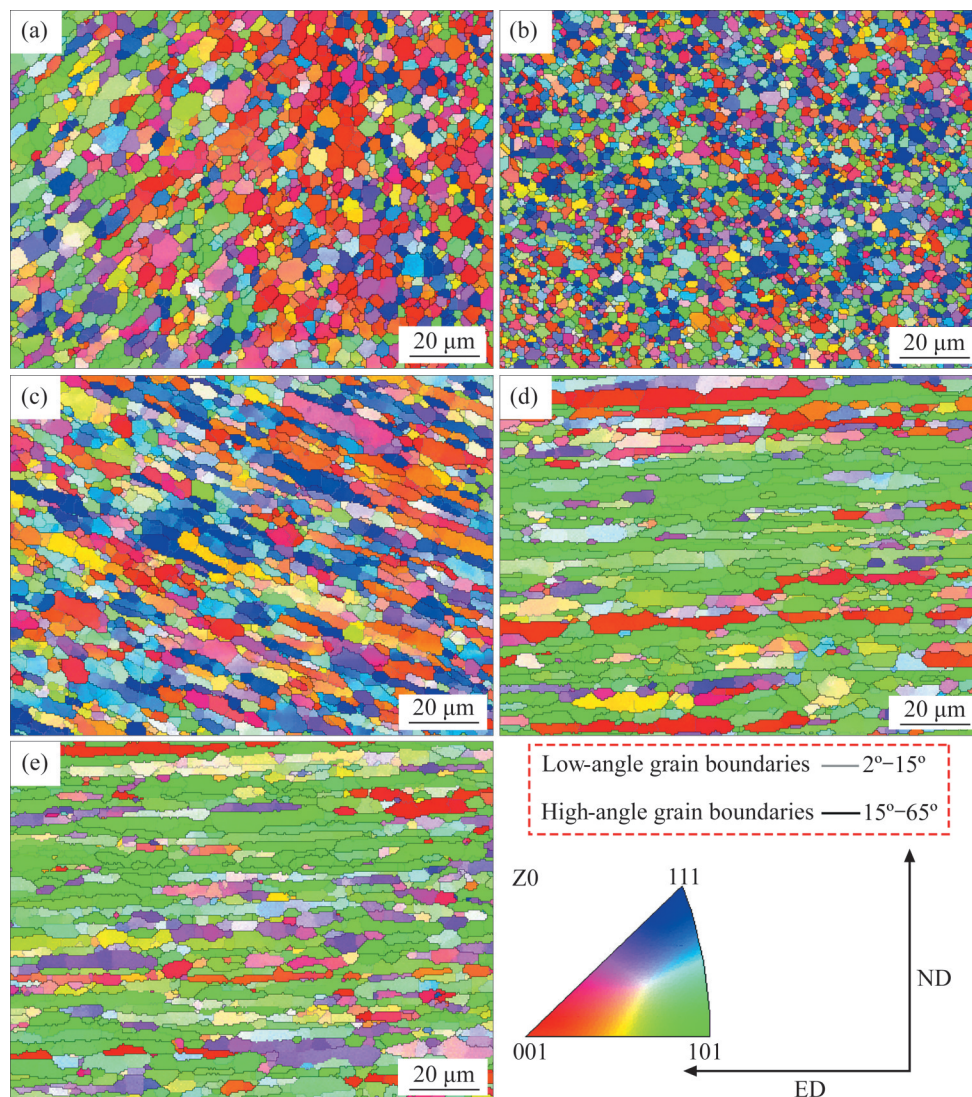 (a)
20 μm
(b)
20 μm
(c)
20 μm
(d)
20 μm
(e)
20 μm
Low-angle grain boundaries 2º−15º
High-angle grain boundaries 15º−65º
Z0
111
001
101
ND
ED